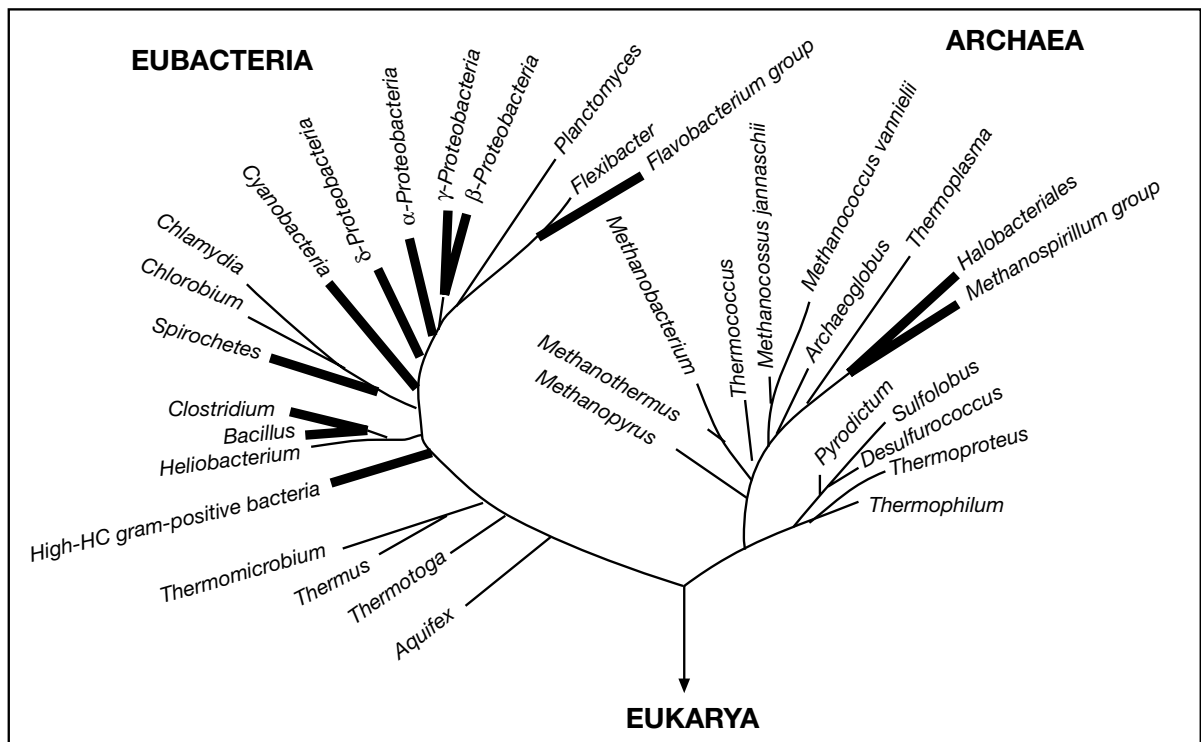 EUBACTERIA
ARCHAEA
Chlamydia
Chlorobium
Spirochetes
Cyanobacteria
δ-Proteobacteria
α-Proteobacteria
γ-Proteobacteria
β-Proteobacteria
Planctomyces
Flexibacter
Flavobacterium group
Clostridium
Bacillus
Heliobacterium
High-HC gram-positive bacteria
Thermomicrobium
Thermus
Thermotoga
Aquifex
Methanopyrus
Methanothermus
Methanobacterium
Thermococcus
Methanocossus jannaschii
Methanococcus vannielii
Archaeoglobus
Thermoplasma
Halobacteriales
Methanospirillum group
Pyrodictum
Sulfolobus
Desulfurococcus
Thermoproteus
Thermophilum
EUKARYA